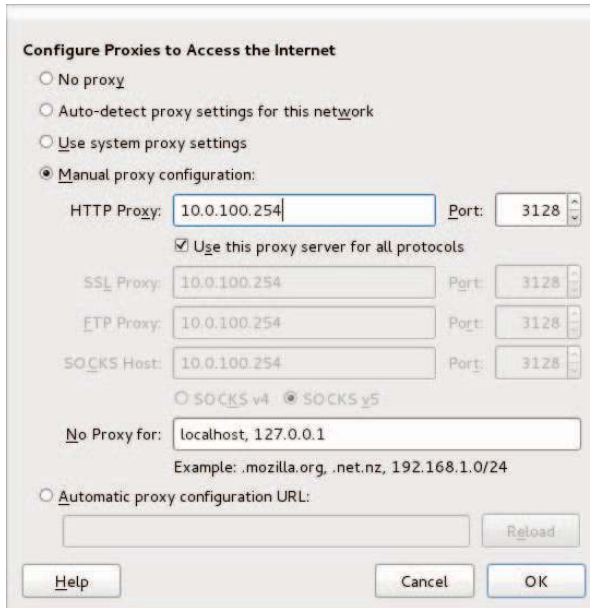 Configure Proxies to Access the Internet
No proxy
Auto-detect proxy settings for this network
Use system proxy settings
Manual proxy configuration:
HTTP Proxy: 10.0.100.254 Port: 3128
Use this proxy server for all protocols
SSL Proxy: 10.0.100.254 Port: 3128
FTP Proxy: 10.0.100.254 Port: 3128
SOCKS Host: 10.0.100.254 Port: 3128
SOCKS v4 SOCKS v5
No Proxy for: localhost, 127.0.0.1
Example: .mozilla.org, .net.nz, 192.168.1.0/24
Automatic proxy configuration URL:
Reload
Help Cancel OK